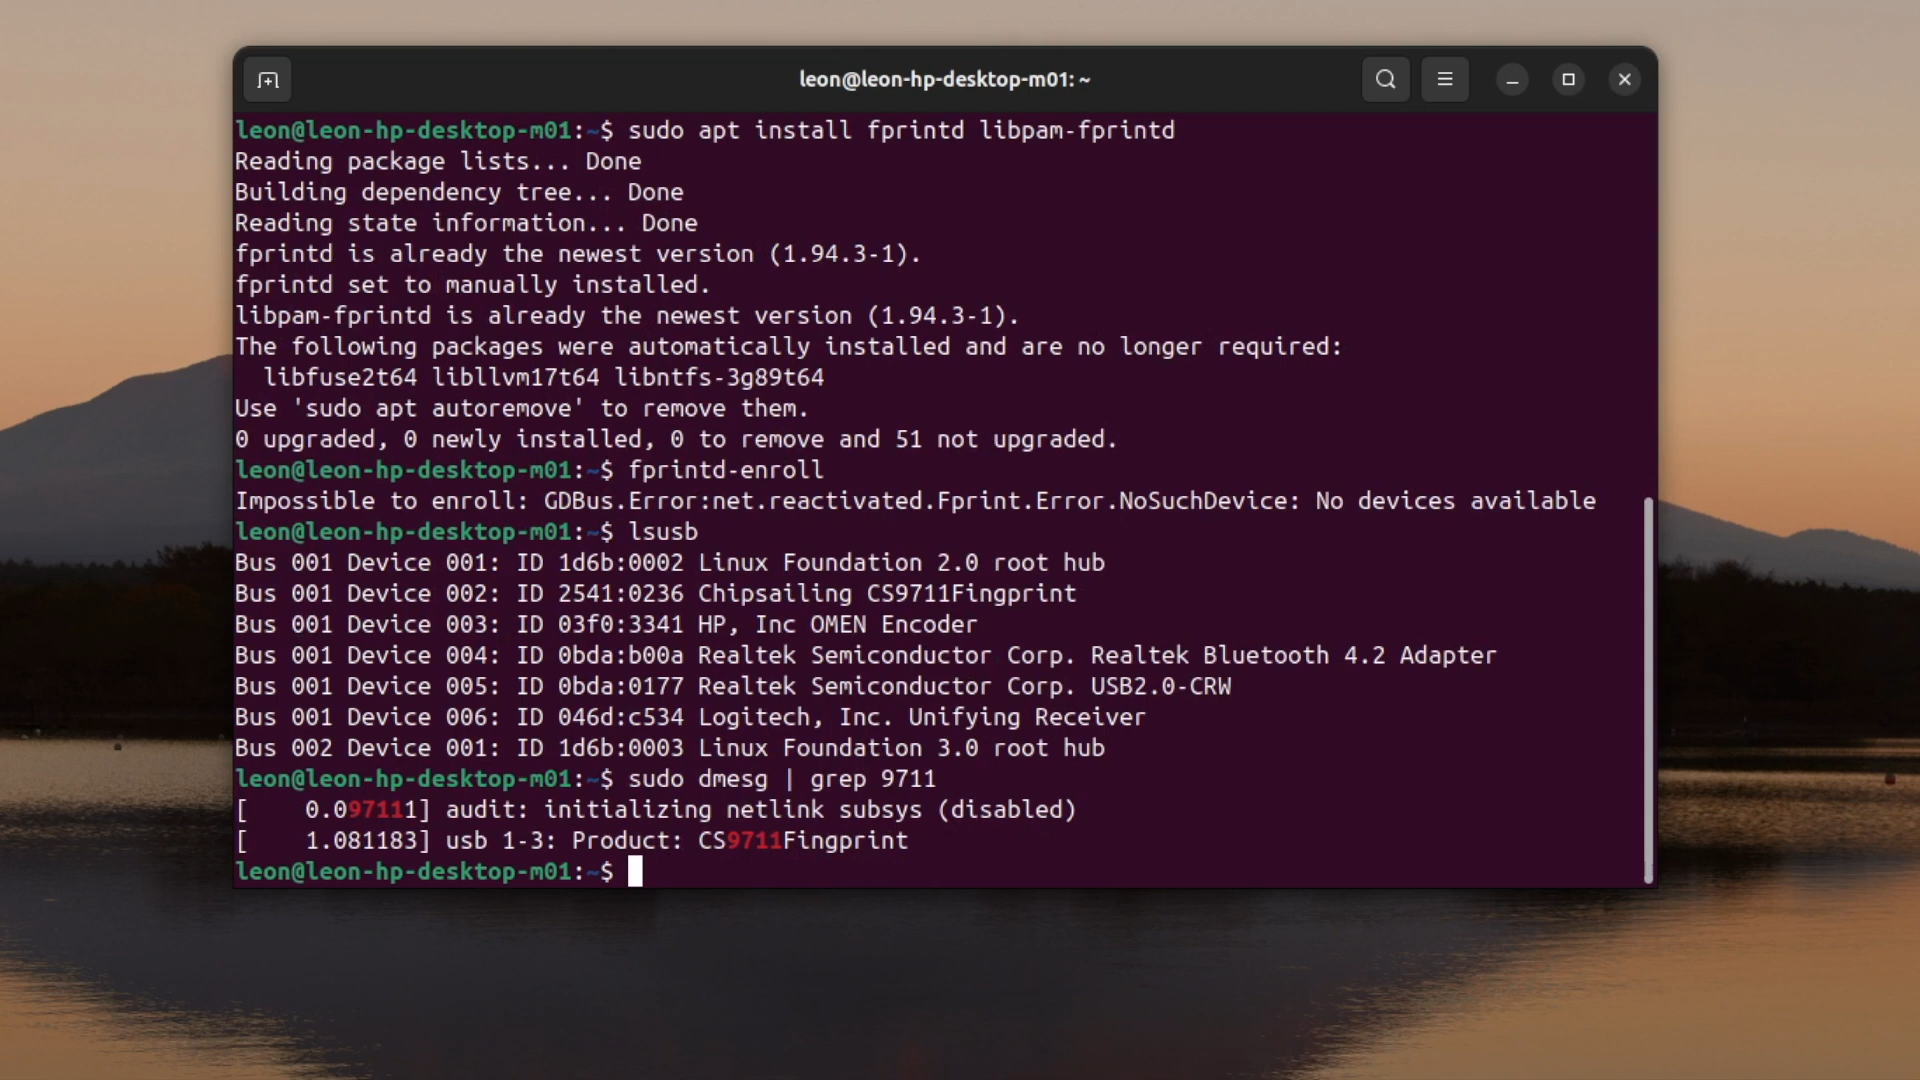 leon@leon-hp-desktop-m01: ~
leon@leon-hp-desktop-m01:~$ sudo apt install fprintd libpam-fprintd
Reading package lists... Done
Building dependency tree... Done
Reading state information... Done
fprintd is already the newest version (1.94.3-1).
fprintd set to manually installed.
libpam-fprintd is already the newest version (1.94.3-1).
The following packages were automatically installed and are no longer required:
  libfuse2t64 libllvm17t64 libntfs-3g89t64
Use 'sudo apt autoremove' to remove them.
0 upgraded, 0 newly installed, 0 to remove and 51 not upgraded.
leon@leon-hp-desktop-m01:~$ fprintd-enroll
Impossible to enroll: GDBus.Error:net.reactivated.Fprint.Error.NoSuchDevice: No devices available
leon@leon-hp-desktop-m01:~$ lsusb
Bus 001 Device 001: ID 1d6b:0002 Linux Foundation 2.0 root hub
Bus 001 Device 002: ID 2541:0236 Chipsailing CS9711Fingprint
Bus 001 Device 003: ID 03f0:3341 HP, Inc OMEN Encoder
Bus 001 Device 004: ID 0bda:b00a Realtek Semiconductor Corp. Realtek Bluetooth 4.2 Adapter
Bus 001 Device 005: ID 0bda:0177 Realtek Semiconductor Corp. USB2.0-CRW
Bus 001 Device 006: ID 046d:c534 Logitech, Inc. Unifying Receiver
Bus 002 Device 001: ID 1d6b:0003 Linux Foundation 3.0 root hub
leon@leon-hp-desktop-m01:~$ sudo dmesg | grep 9711
[    0.097111] audit: initializing netlink subsys (disabled)
[    1.081183] usb 1-3: Product: CS9711Fingprint
leon@leon-hp-desktop-m01:~$